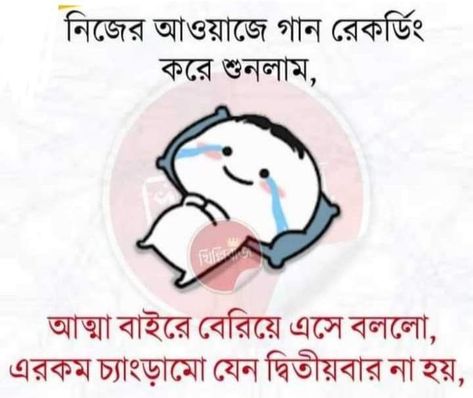 নিজের আওয়াজে গান রেকর্ডিং
করে শুনলাম,
খিল্লিবাজ
আত্মা বাইরে বেরিয়ে এসে বললো,
এরকম চ্যাংড়ামো যেন দ্বিতীয়বার না হয়,